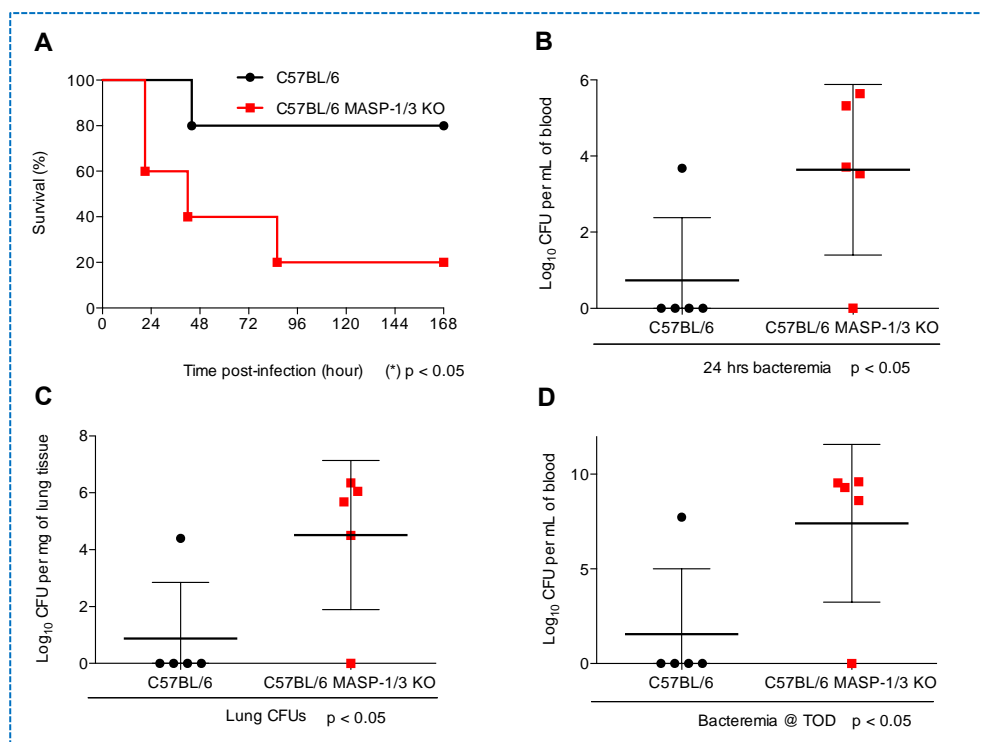 A
C57BL/6
C57BL/6 MASP-1/3 KO
Survival (%)
100
80
60
40
20
0
0 24 48 72 96 120 144 168
Time post-infection (hour) (*) p < 0.05
B
Log10 CFU per mL of blood
6
4
2
0
C57BL/6 C57BL/6 MASP-1/3 KO
24 hrs bacteremia p < 0.05
C
Log10 CFU per mg of lung tissue
8
6
4
2
0
C57BL/6 C57BL/6 MASP-1/3 KO
Lung CFUs p < 0.05
D
Log10 CFU per mL of blood
10
5
0
C57BL/6 C57BL/6 MASP-1/3 KO
Bacteremia @ TOD p < 0.05